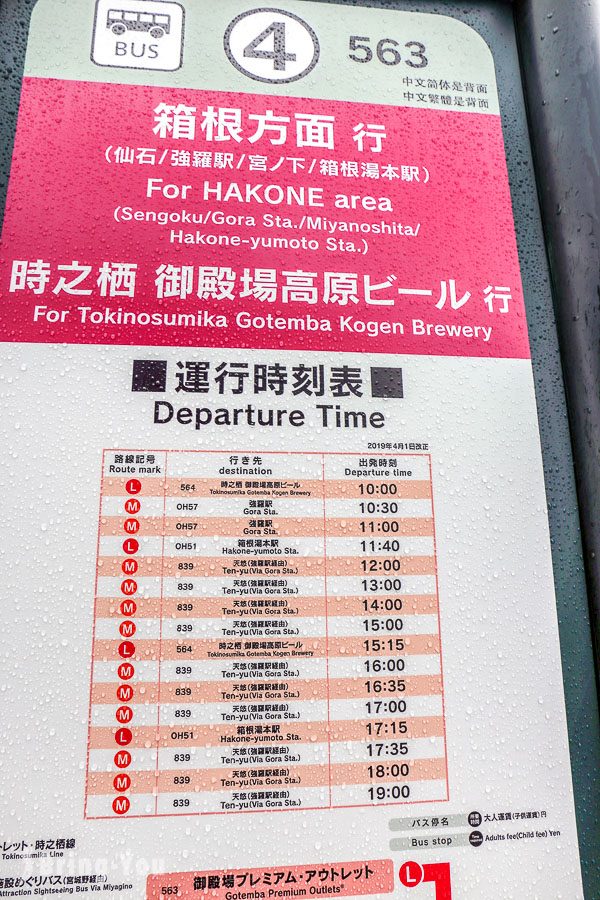 BUS
4
563
中文简体是背面
中文繁體是背面
箱根方面 行
(仙石/強羅駅/宮ノ下/箱根湯本駅)
For HAKONE area
(Sengoku/Gora Sta./Miyanoshita/
Hakone-yumoto Sta.)
時之栖 御殿場高原ビール 行
For Tokinosumika Gotemba Kogen Brewery
■運行時刻表■
Departure Time
2019年4月1日改正
路線記号 行き先 出発時刻
Route mark destination Departure time
L 564 時之栖 御殿場高原ビール 10:00
Tokinosumika Gotemba Kogen Brewery
M OH57 強羅駅 10:30
Gora Sta.
M OH57 強羅駅 11:00
Gora Sta.
L OH51 箱根湯本駅 11:40
Hakone-yumoto Sta.
M 839 天悠(強羅駅経由) 12:00
Ten-yu(Via Gora Sta.)
M 839 天悠(強羅駅経由) 13:00
Ten-yu(Via Gora Sta.)
M 839 天悠(強羅駅経由) 14:00
Ten-yu(Via Gora Sta.)
M 839 天悠(強羅駅経由) 15:00
Ten-yu(Via Gora Sta.)
L 564 時之栖 御殿場高原ビール 15:15
Tokinosumika Gotemba Kogen Brewery
M 839 天悠(強羅駅経由) 16:00
Ten-yu(Via Gora Sta.)
M 839 天悠(強羅駅経由) 16:35
Ten-yu(Via Gora Sta.)
M 839 天悠(強羅駅経由) 17:00
Ten-yu(Via Gora Sta.)
L OH51 箱根湯本駅 17:15
Hakone-yumoto Sta.
M 839 天悠(強羅駅経由) 17:35
Ten-yu(Via Gora Sta.)
M 839 天悠(強羅駅経由) 18:00
Ten-yu(Via Gora Sta.)
M 839 天悠(強羅駅経由) 19:00
Ten-yu(Via Gora Sta.)
バス停名 大人運賃(子供運賃)円
Bus stop Adults fee(Child fee) Yen
トレット・時之栖線
Tokinosumika Line
施設めぐりバス(宮城野経由)
Attraction Sightseeing Bus Via Miyagino
563 御殿場プレミアム・アウトレット
Gotemba Premium Outlets®
L